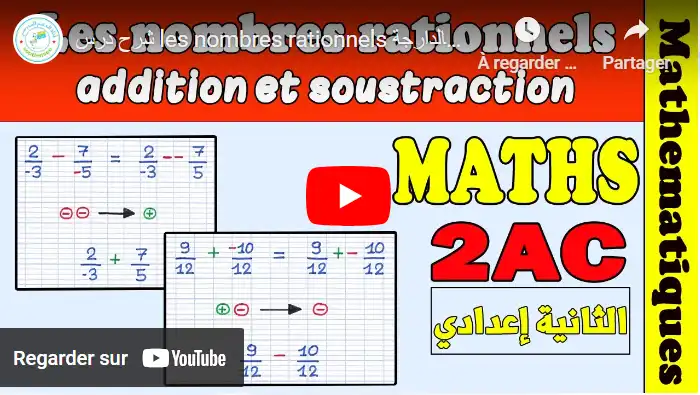 Les nombres rationnels
شرح درس les nombres rationnels بالدارجة...
À regarder ...
Partager
addition et soustraction
Mathematiques
2/-3 - 7/-5 = 2/-3 -- 7/5
⊖⊖ → ⊕
2/-3 + 7/5
MATHS
2AC
الثانية إعدادي
9/12 + -10/12 = 9/12 +- 10/12
⊕⊖ → ⊖
9/12 - 10/12
Regarder sur YouTube